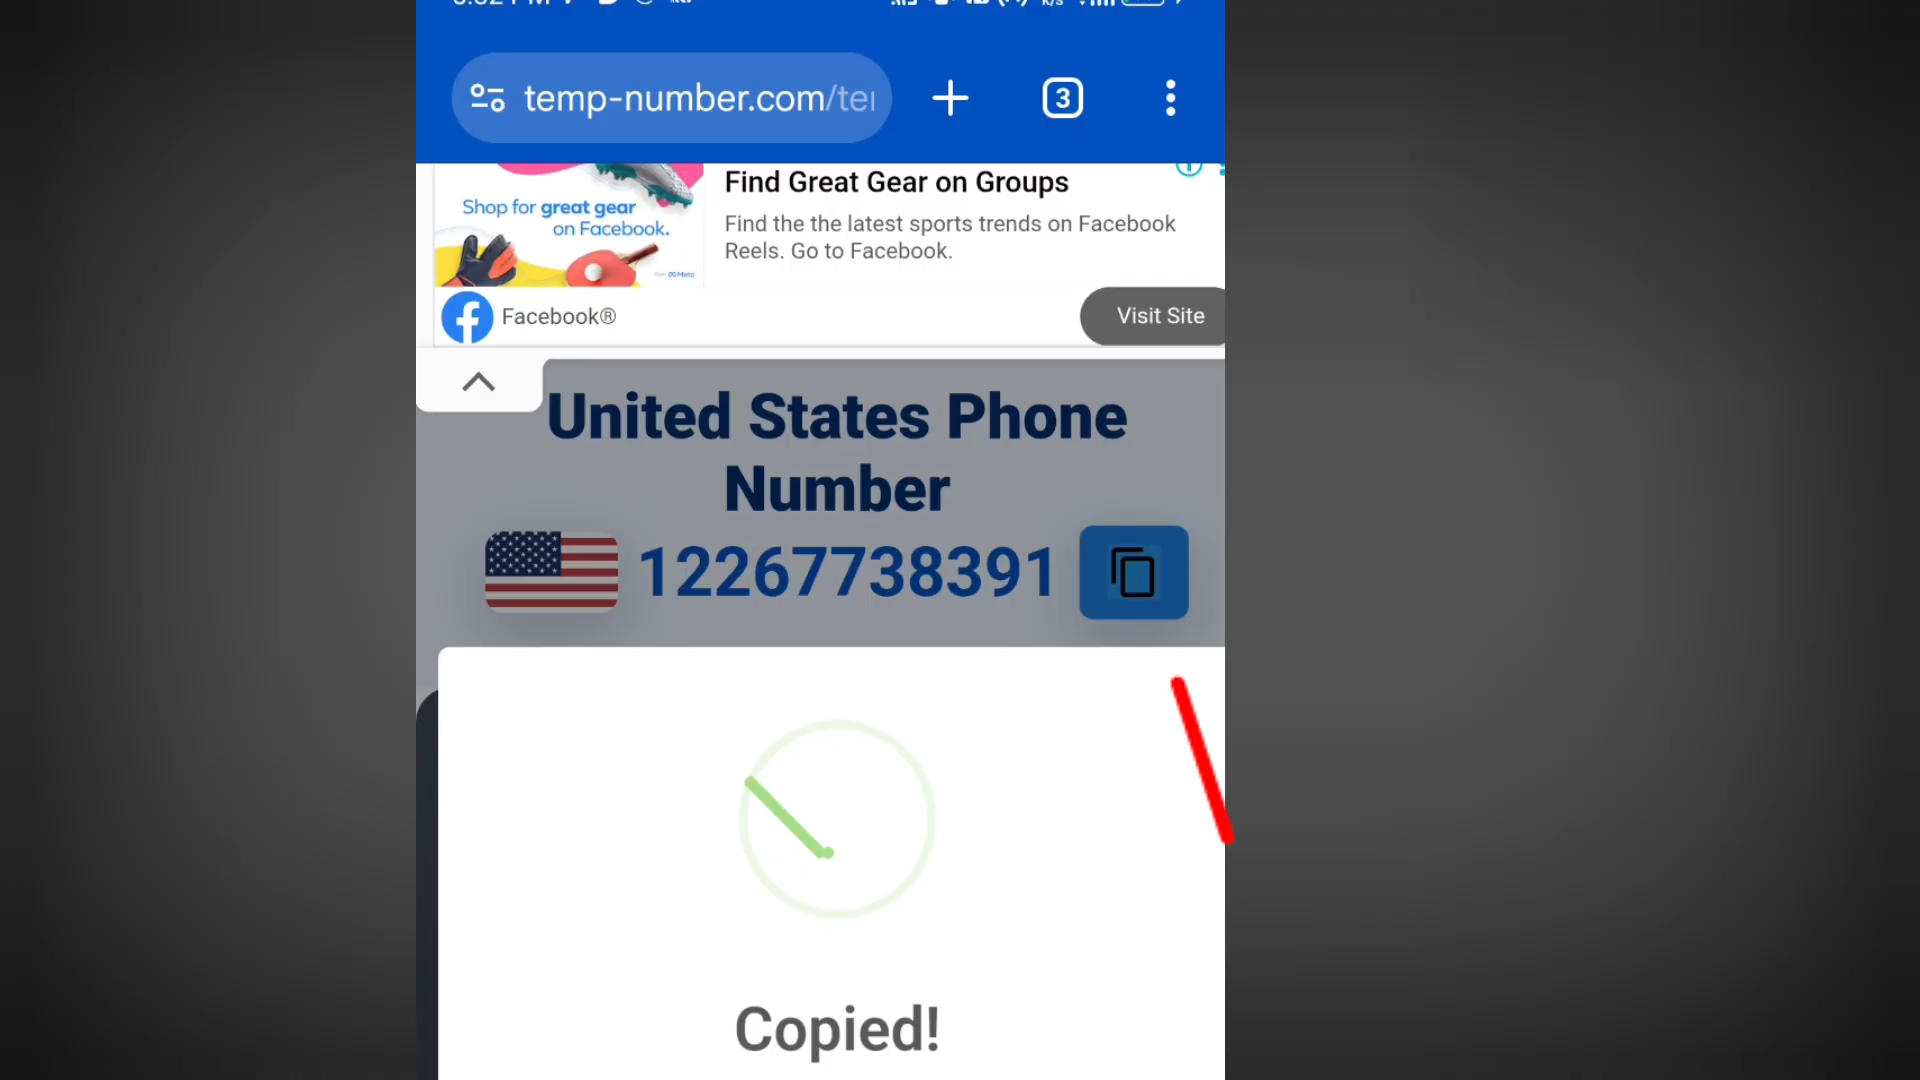 temp-number.com/te
3
Find Great Gear on Groups
Shop for great gear
on Facebook.
Find the the latest sports trends on Facebook
Reels. Go to Facebook.
Facebook®
Visit Site
United States Phone
Number
12267738391
Copied!